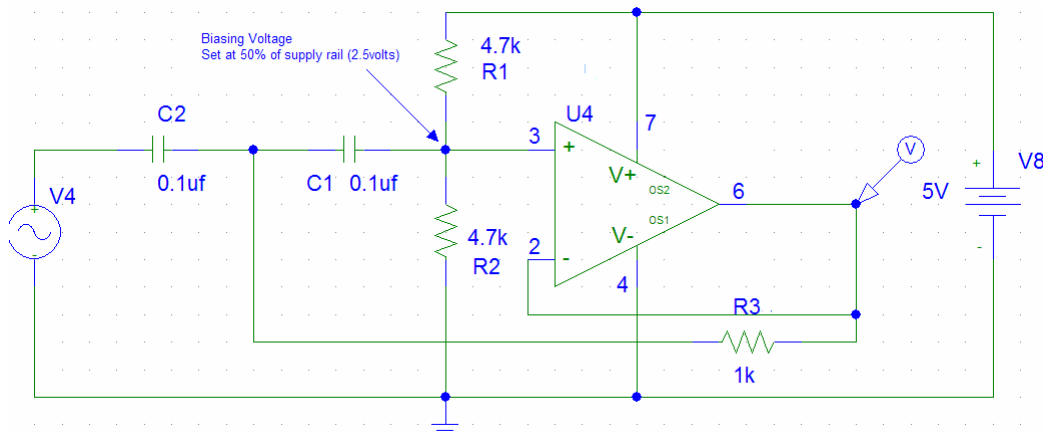 Biasing Voltage
Set at 50% of supply rail (2.5volts)
4.7k
R1
C2
U4
7
3
+
V
0.1uf
C1
0.1uf
V+
OS2
6
+
V8
V4
+
5V
4.7k
R2
OS1
V-
2
-
4
-
-
R3
1k